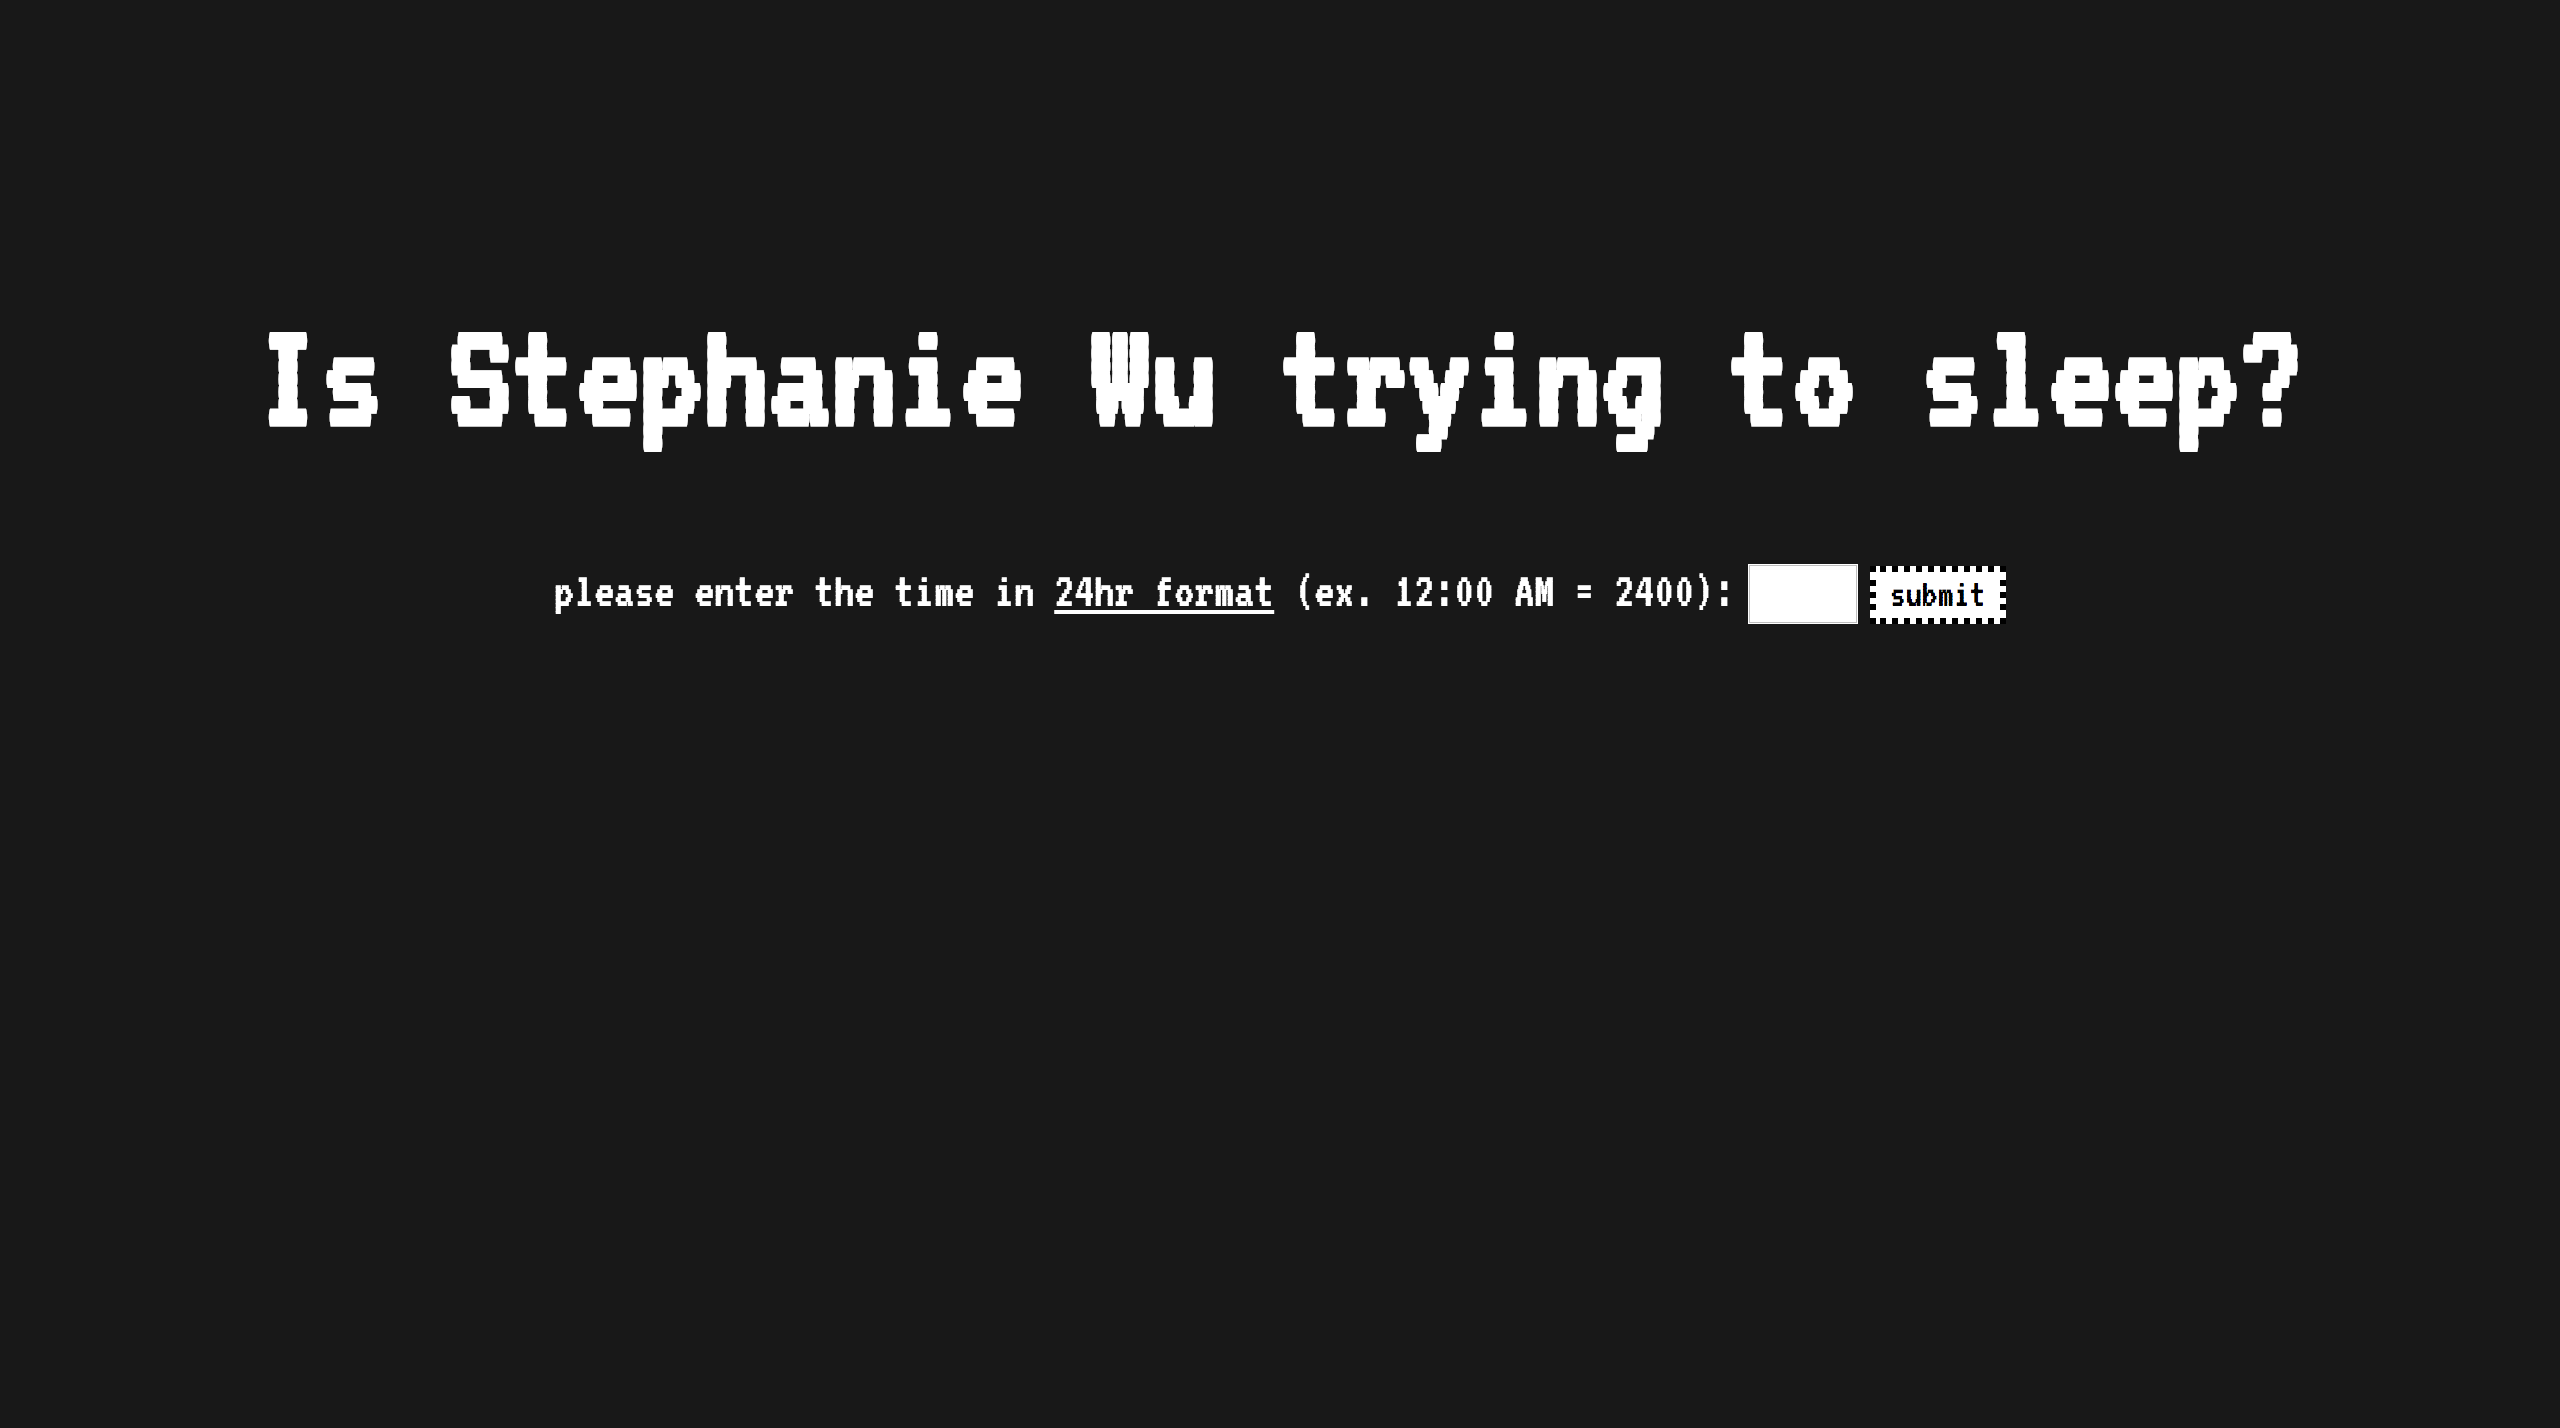 Is Stephanie Wu trying to sleep?
please enter the time in 24hr format (ex. 12:00 AM = 2400): submit